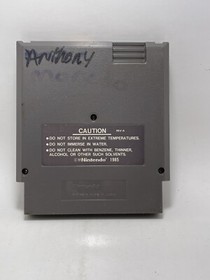 Anthony
CAUTION
•DO NOT STORE IN EXTREME TEMPERATURES.
•DO NOT IMMERSE IN WATER.
•DO NOT CLEAN WITH BENZENE, THINNER,
ALCOHOL OR OTHER SUCH SOLVENTS.
©Nintendo 1985